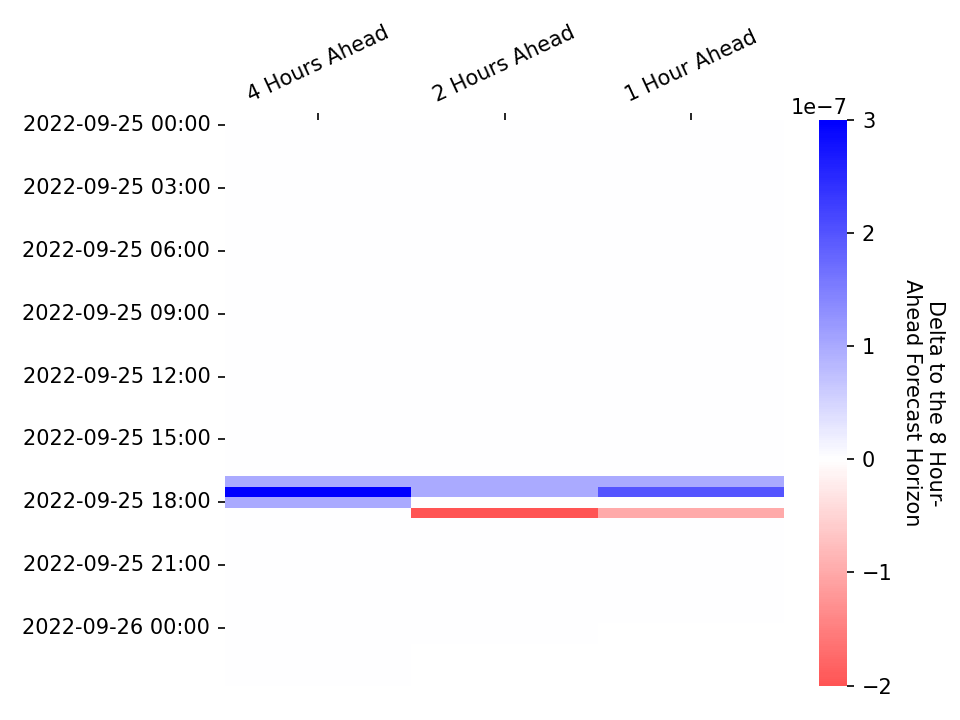 4 Hours Ahead
2 Hours Ahead
1 Hour Ahead
1e−7
2022-09-25 00:00
2022-09-25 03:00
2022-09-25 06:00
2022-09-25 09:00
2022-09-25 12:00
2022-09-25 15:00
2022-09-25 18:00
2022-09-25 21:00
2022-09-26 00:00
3
2
1
0
−1
−2
Delta to the 8 Hour-
Ahead Forecast Horizon